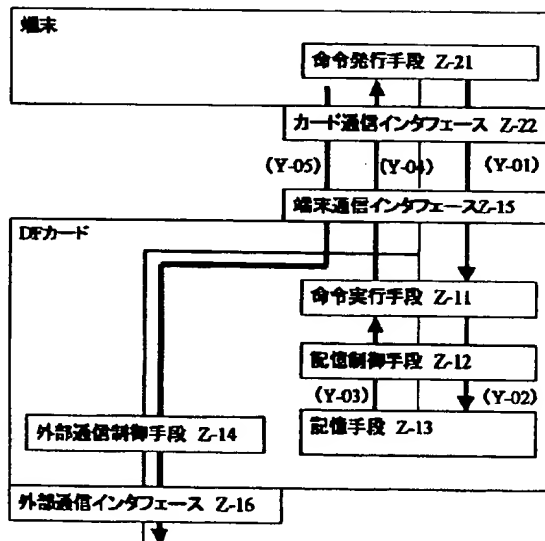 端末
命令発行手段 Z-21
カード通信インタフェース Z-22
(Y-05) (Y-04) (Y-01)
端末通信インタフェースZ-15
DFカード
命令実行手段 Z-11
記憶制御手段 Z-12
(Y-03) (Y-02)
外部通信制御手段 Z-14
記憶手段 Z-13
外部通信インタフェース Z-16